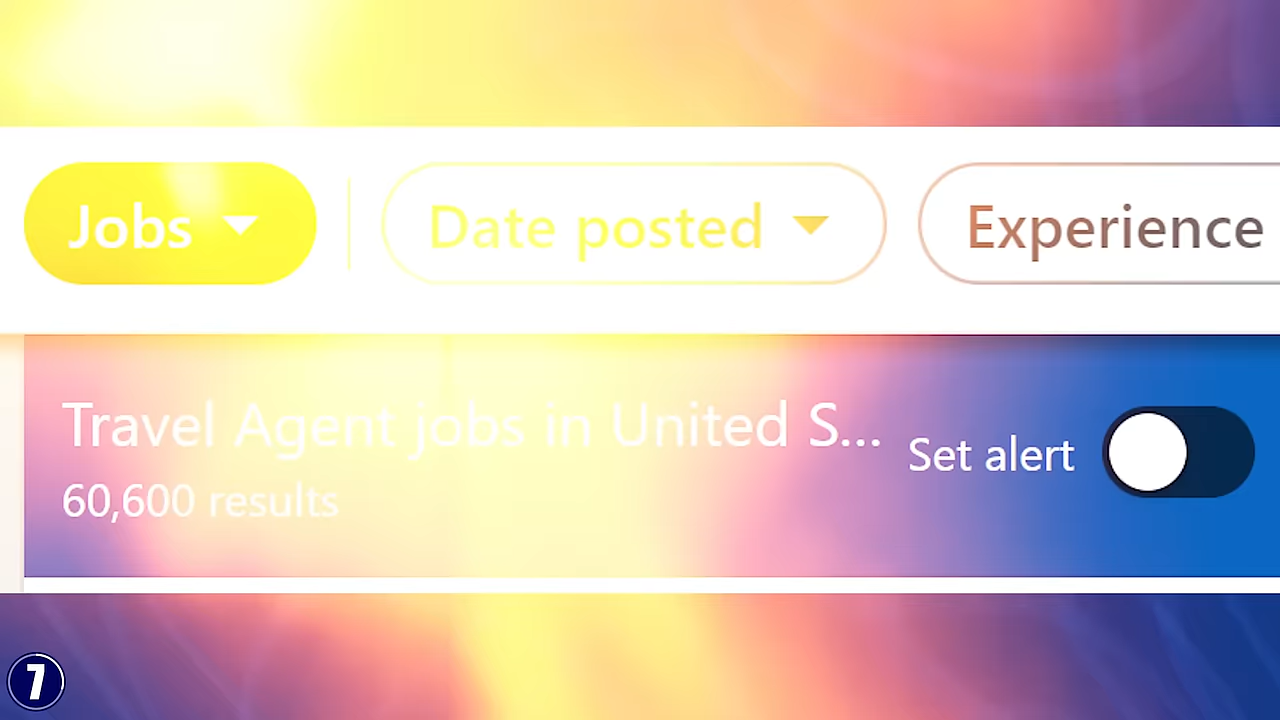 Jobs
Date posted
Experience
Travel Agent jobs in United S...
Set alert
60,600 results
7